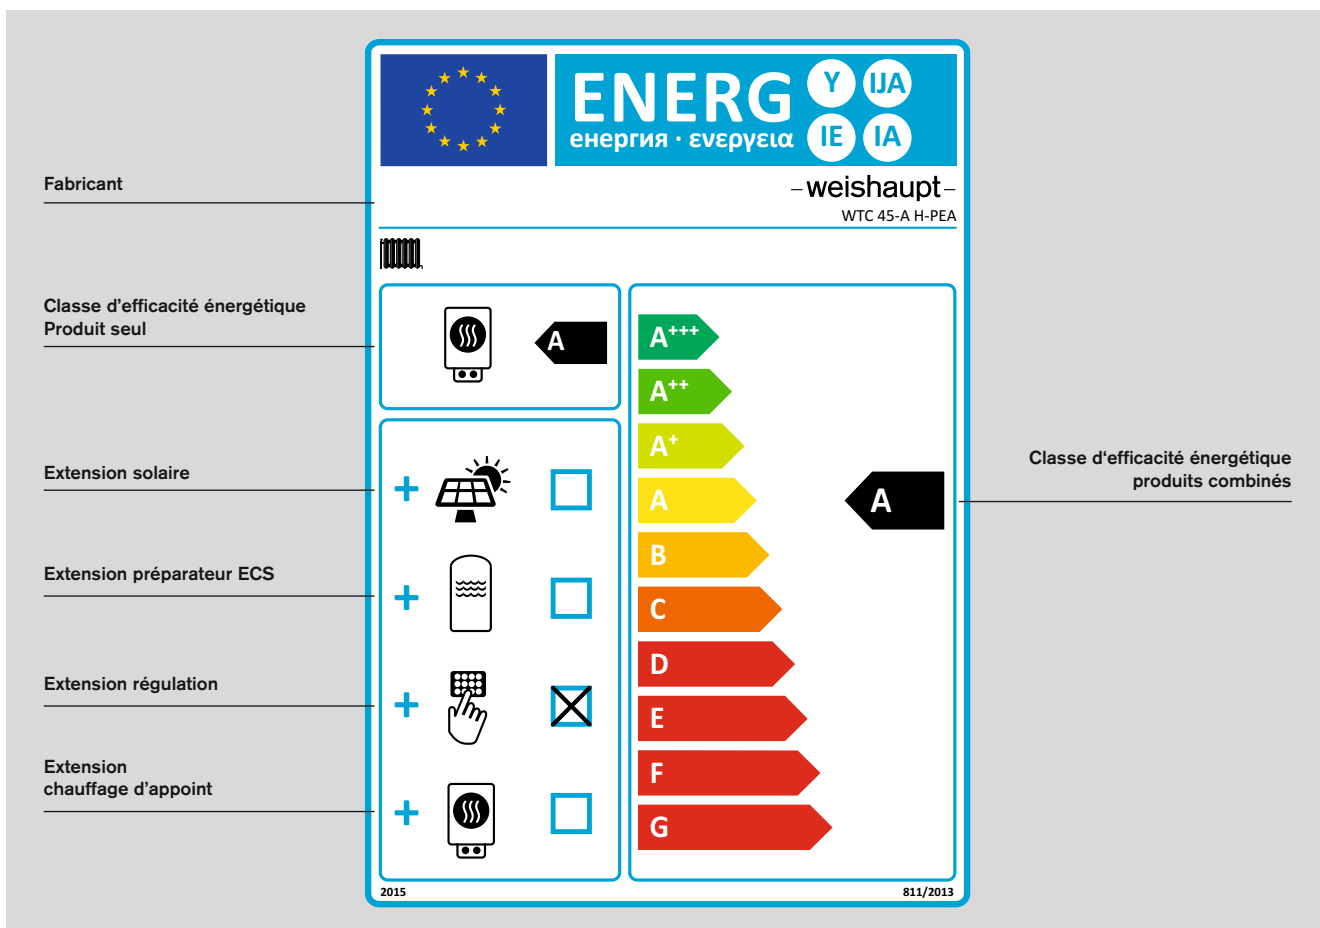 ENERG
Y
IJA
IE
IA
енергия · ενεργεια
Fabricant
-weishaupt-
WTC 45-A H-PEA
Classe d'efficacité énergétique
Produit seul
A
Extension solaire
Extension préparateur ECS
Extension régulation
Extension
chauffage d'appoint
A+++
A++
A+
A
B
C
D
E
F
G
A
Classe d‘efficacité énergétique
produits combinés
2015
811/2013